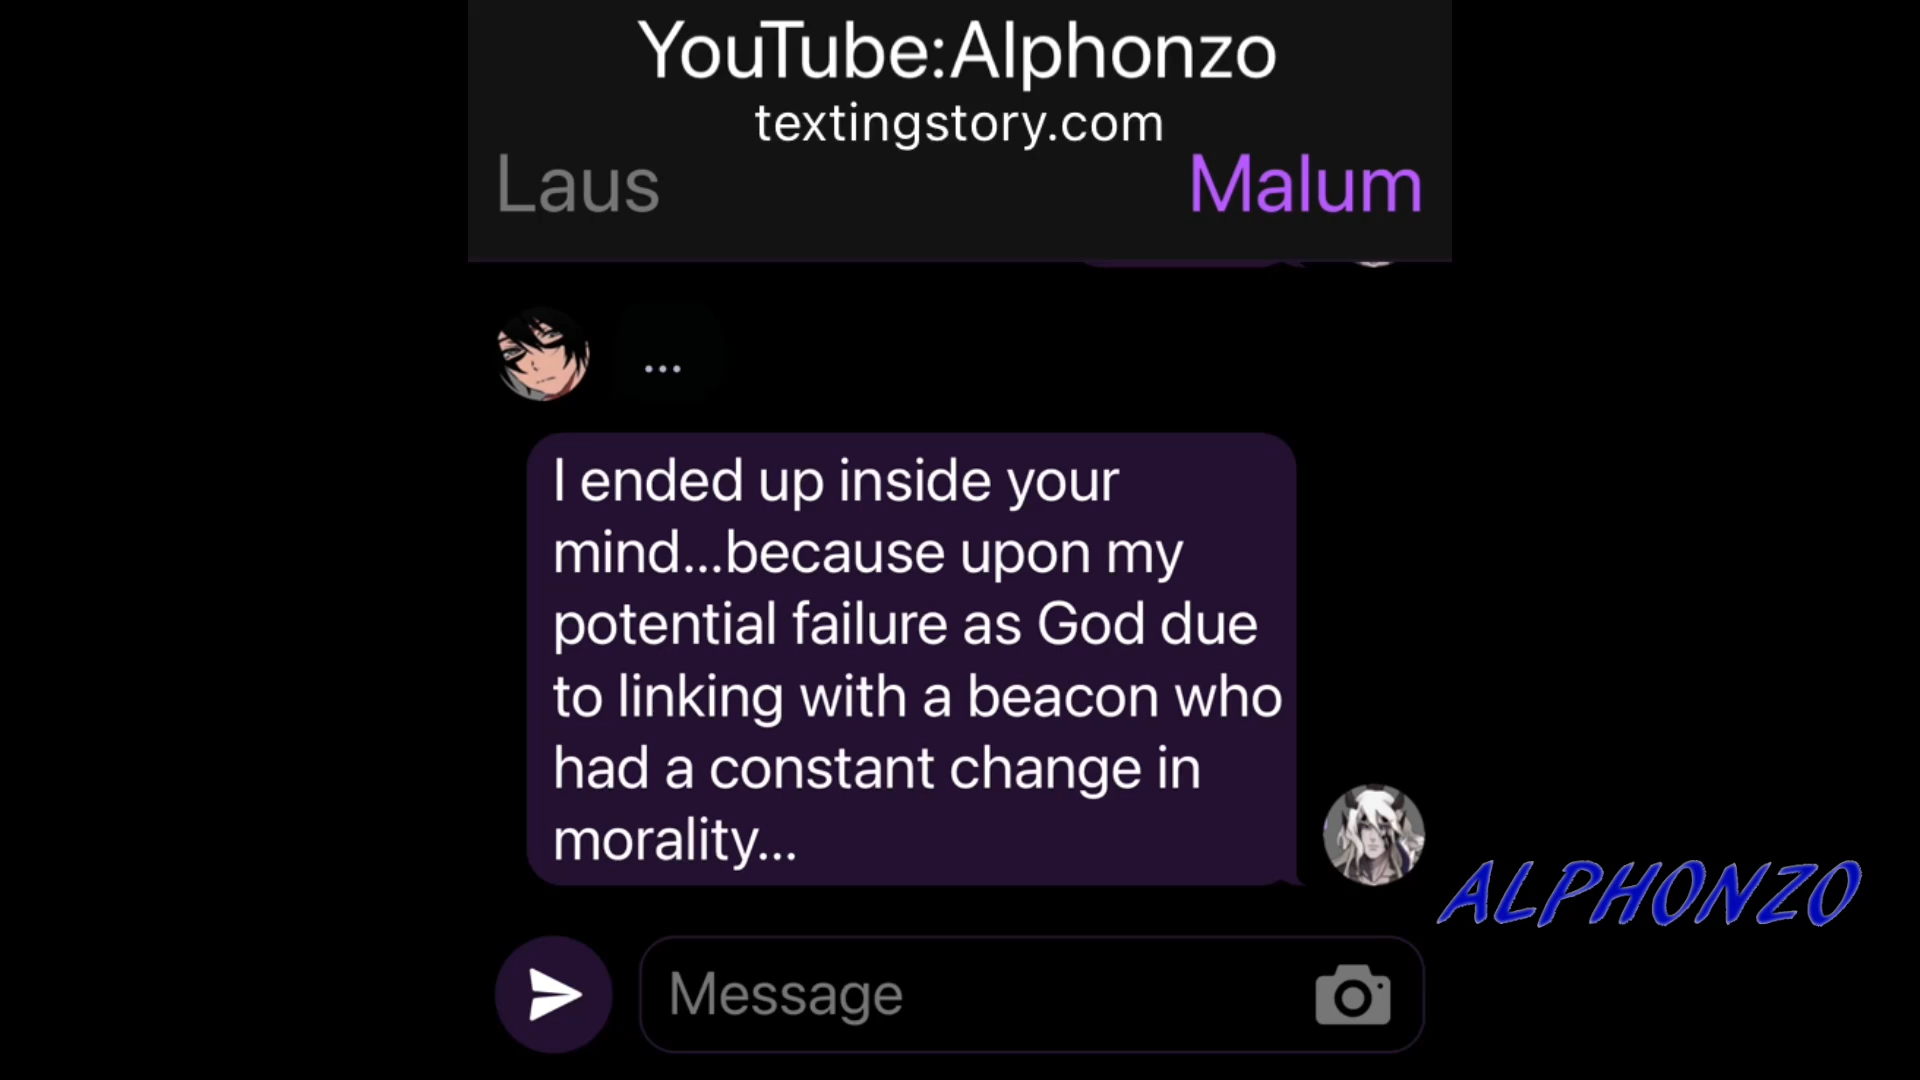 YouTube:Alphonzo
textingstory.com
Laus
Malum
...
I ended up inside your
mind...because upon my
potential failure as God due
to linking with a beacon who
had a constant change in
morality...
ALPHONZO
Message